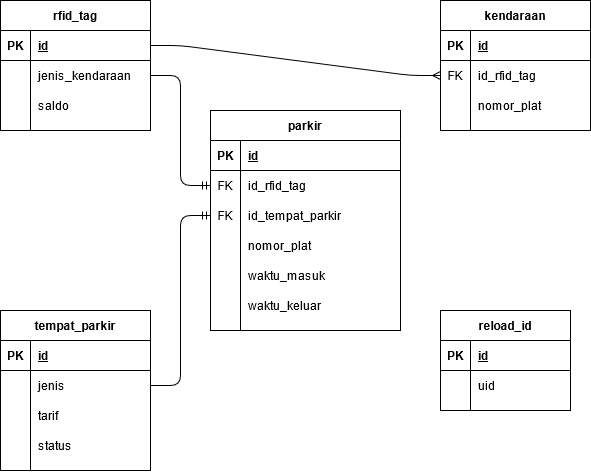 rfid_tag
PK id
jenis_kendaraan
saldo
kendaraan
PK id
FK id_rfid_tag
nomor_plat
parkir
PK id
FK id_rfid_tag
FK id_tempat_parkir
nomor_plat
waktu_masuk
waktu_keluar
tempat_parkir
PK id
jenis
tarif
status
reload_id
PK id
uid